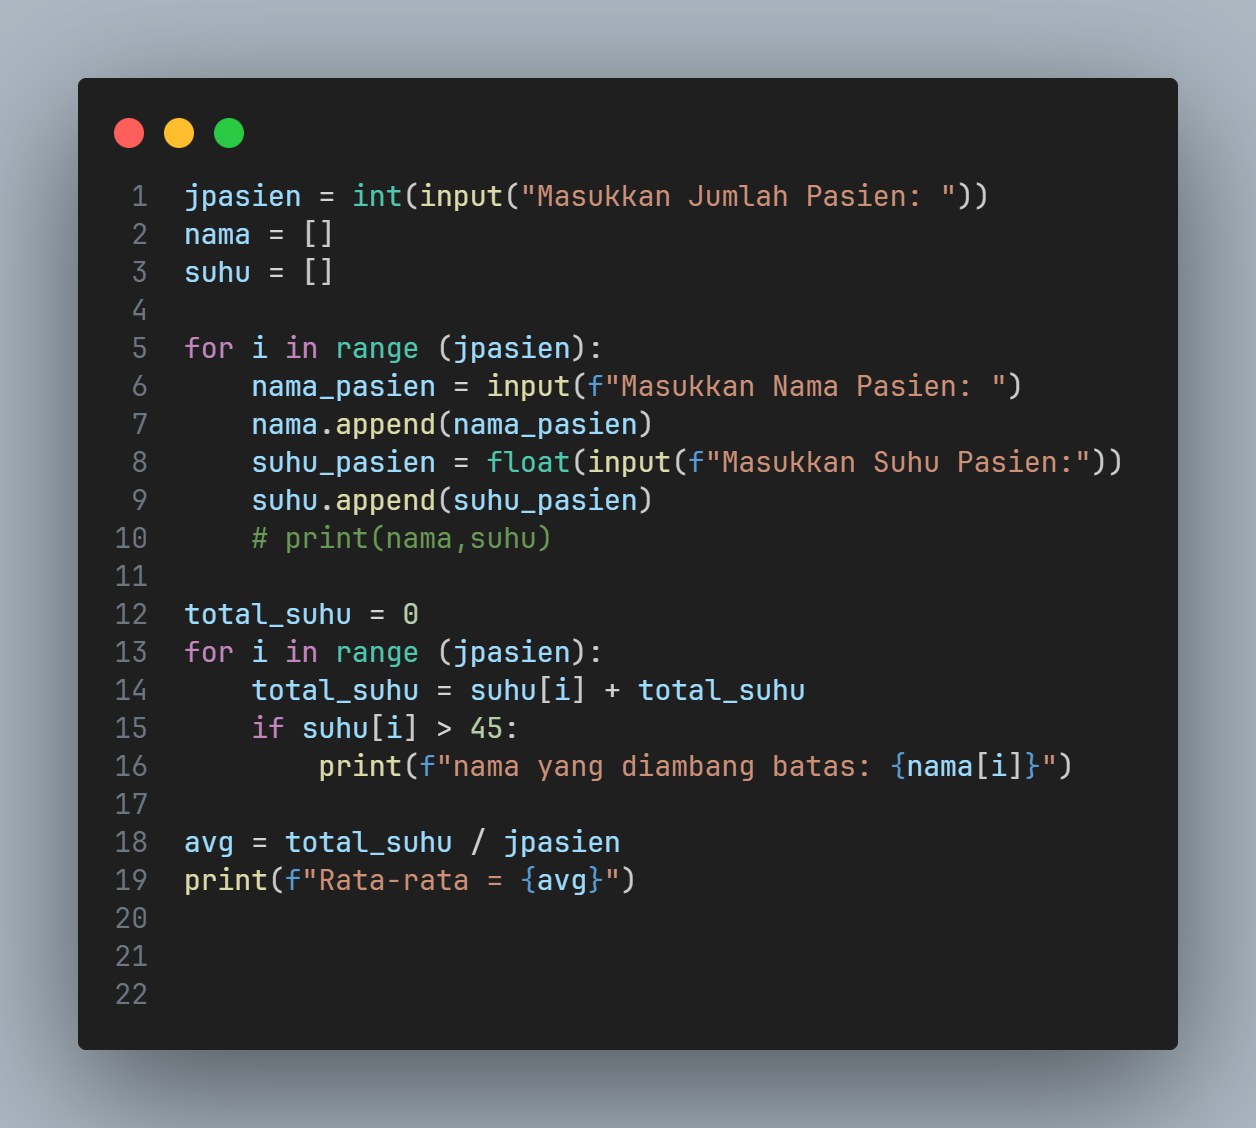 1 jpasien = int(input("Masukkan Jumlah Pasien: "))
2 nama = []
3 suhu = []
4
5 for i in range (jpasien):
6     nama_pasien = input(f"Masukkan Nama Pasien: ")
7     nama.append(nama_pasien)
8     suhu_pasien = float(input(f"Masukkan Suhu Pasien:"))
9     suhu.append(suhu_pasien)
10     # print(nama,suhu)
11
12 total_suhu = 0
13 for i in range (jpasien):
14     total_suhu = suhu[i] + total_suhu
15     if suhu[i] > 45:
16         print(f"nama yang diambang batas: {nama[i]}")
17
18 avg = total_suhu / jpasien
19 print(f"Rata-rata = {avg}")
20
21
22